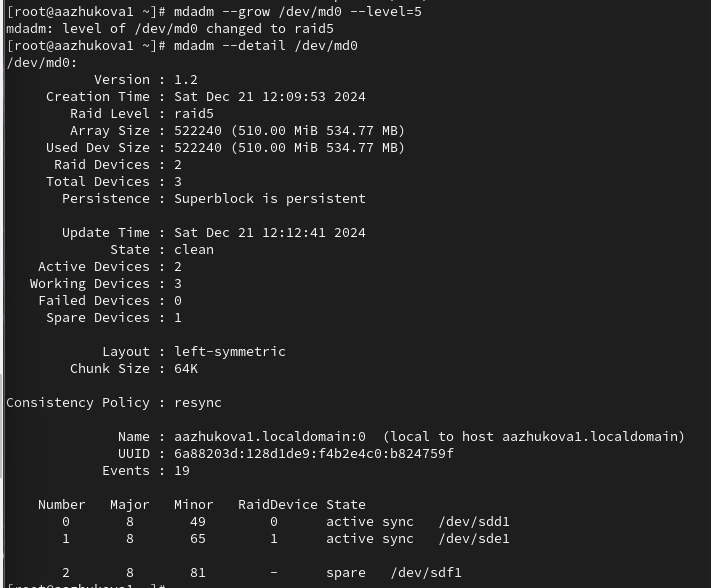 [root@aazhukova1 ~]# mdadm --grow /dev/md0 --level=5
mdadm: level of /dev/md0 changed to raid5
[root@aazhukova1 ~]# mdadm --detail /dev/md0
/dev/md0:
           Version : 1.2
     Creation Time : Sat Dec 21 12:09:53 2024
        Raid Level : raid5
        Array Size : 522240 (510.00 MiB 534.77 MB)
     Used Dev Size : 522240 (510.00 MiB 534.77 MB)
      Raid Devices : 2
     Total Devices : 3
       Persistence : Superblock is persistent

       Update Time : Sat Dec 21 12:12:41 2024
             State : clean
    Active Devices : 2
   Working Devices : 3
    Failed Devices : 0
     Spare Devices : 1

            Layout : left-symmetric
        Chunk Size : 64K

Consistency Policy : resync

              Name : aazhukova1.localdomain:0  (local to host aazhukova1.localdomain)
              UUID : 6a88203d:128d1de9:f4b2e4c0:b824759f
            Events : 19

    Number   Major   Minor   RaidDevice State
       0       8       49        0      active sync   /dev/sdd1
       1       8       65        1      active sync   /dev/sde1

       2       8       81        -      spare   /dev/sdf1